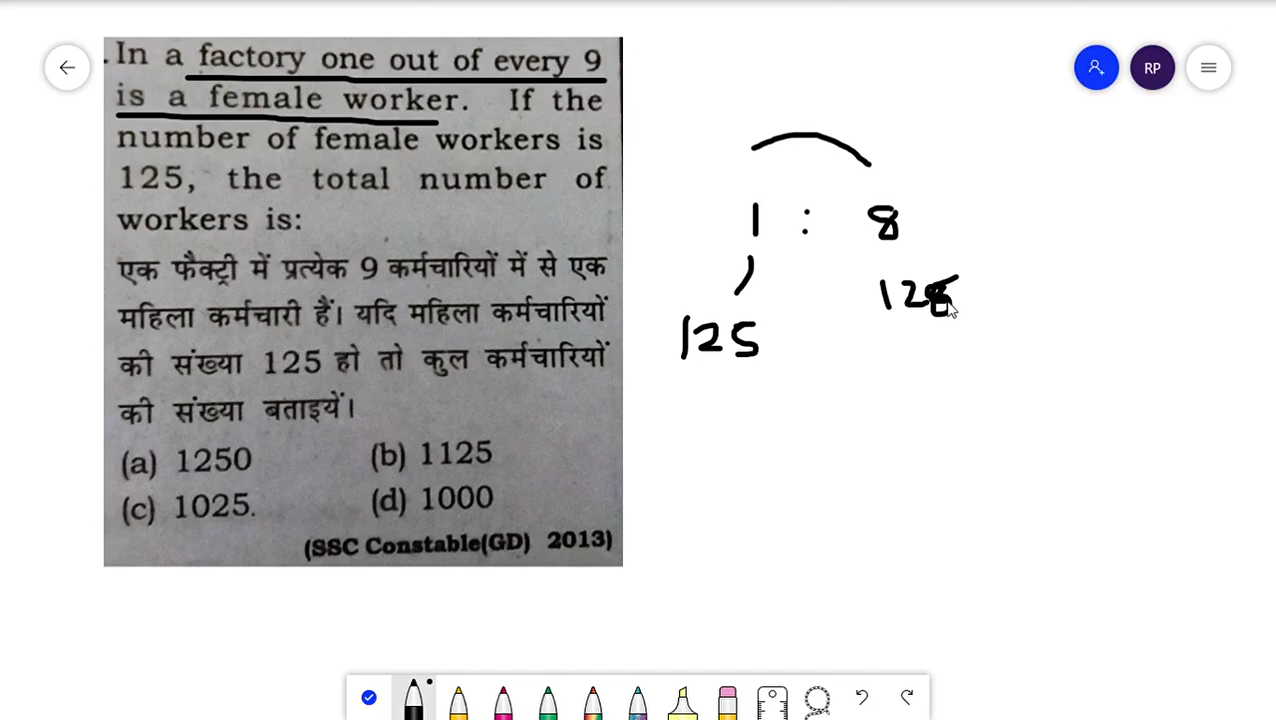 .In a factory one out of every 9
is a female worker. If the
number of female workers is
125, the total number of
workers is:
एक फैक्ट्री में प्रत्येक 9 कर्मचारियों में से एक
महिला कर्मचारी हैं। यदि महिला कर्मचारियों
की संख्या 125 हो तो कुल कर्मचारियों
की संख्या बताइयें।
(a) 1250 (b) 1125
(c) 1025. (d) 1000
(SSC Constable(GD) 2013)
1 : 8
125
RP